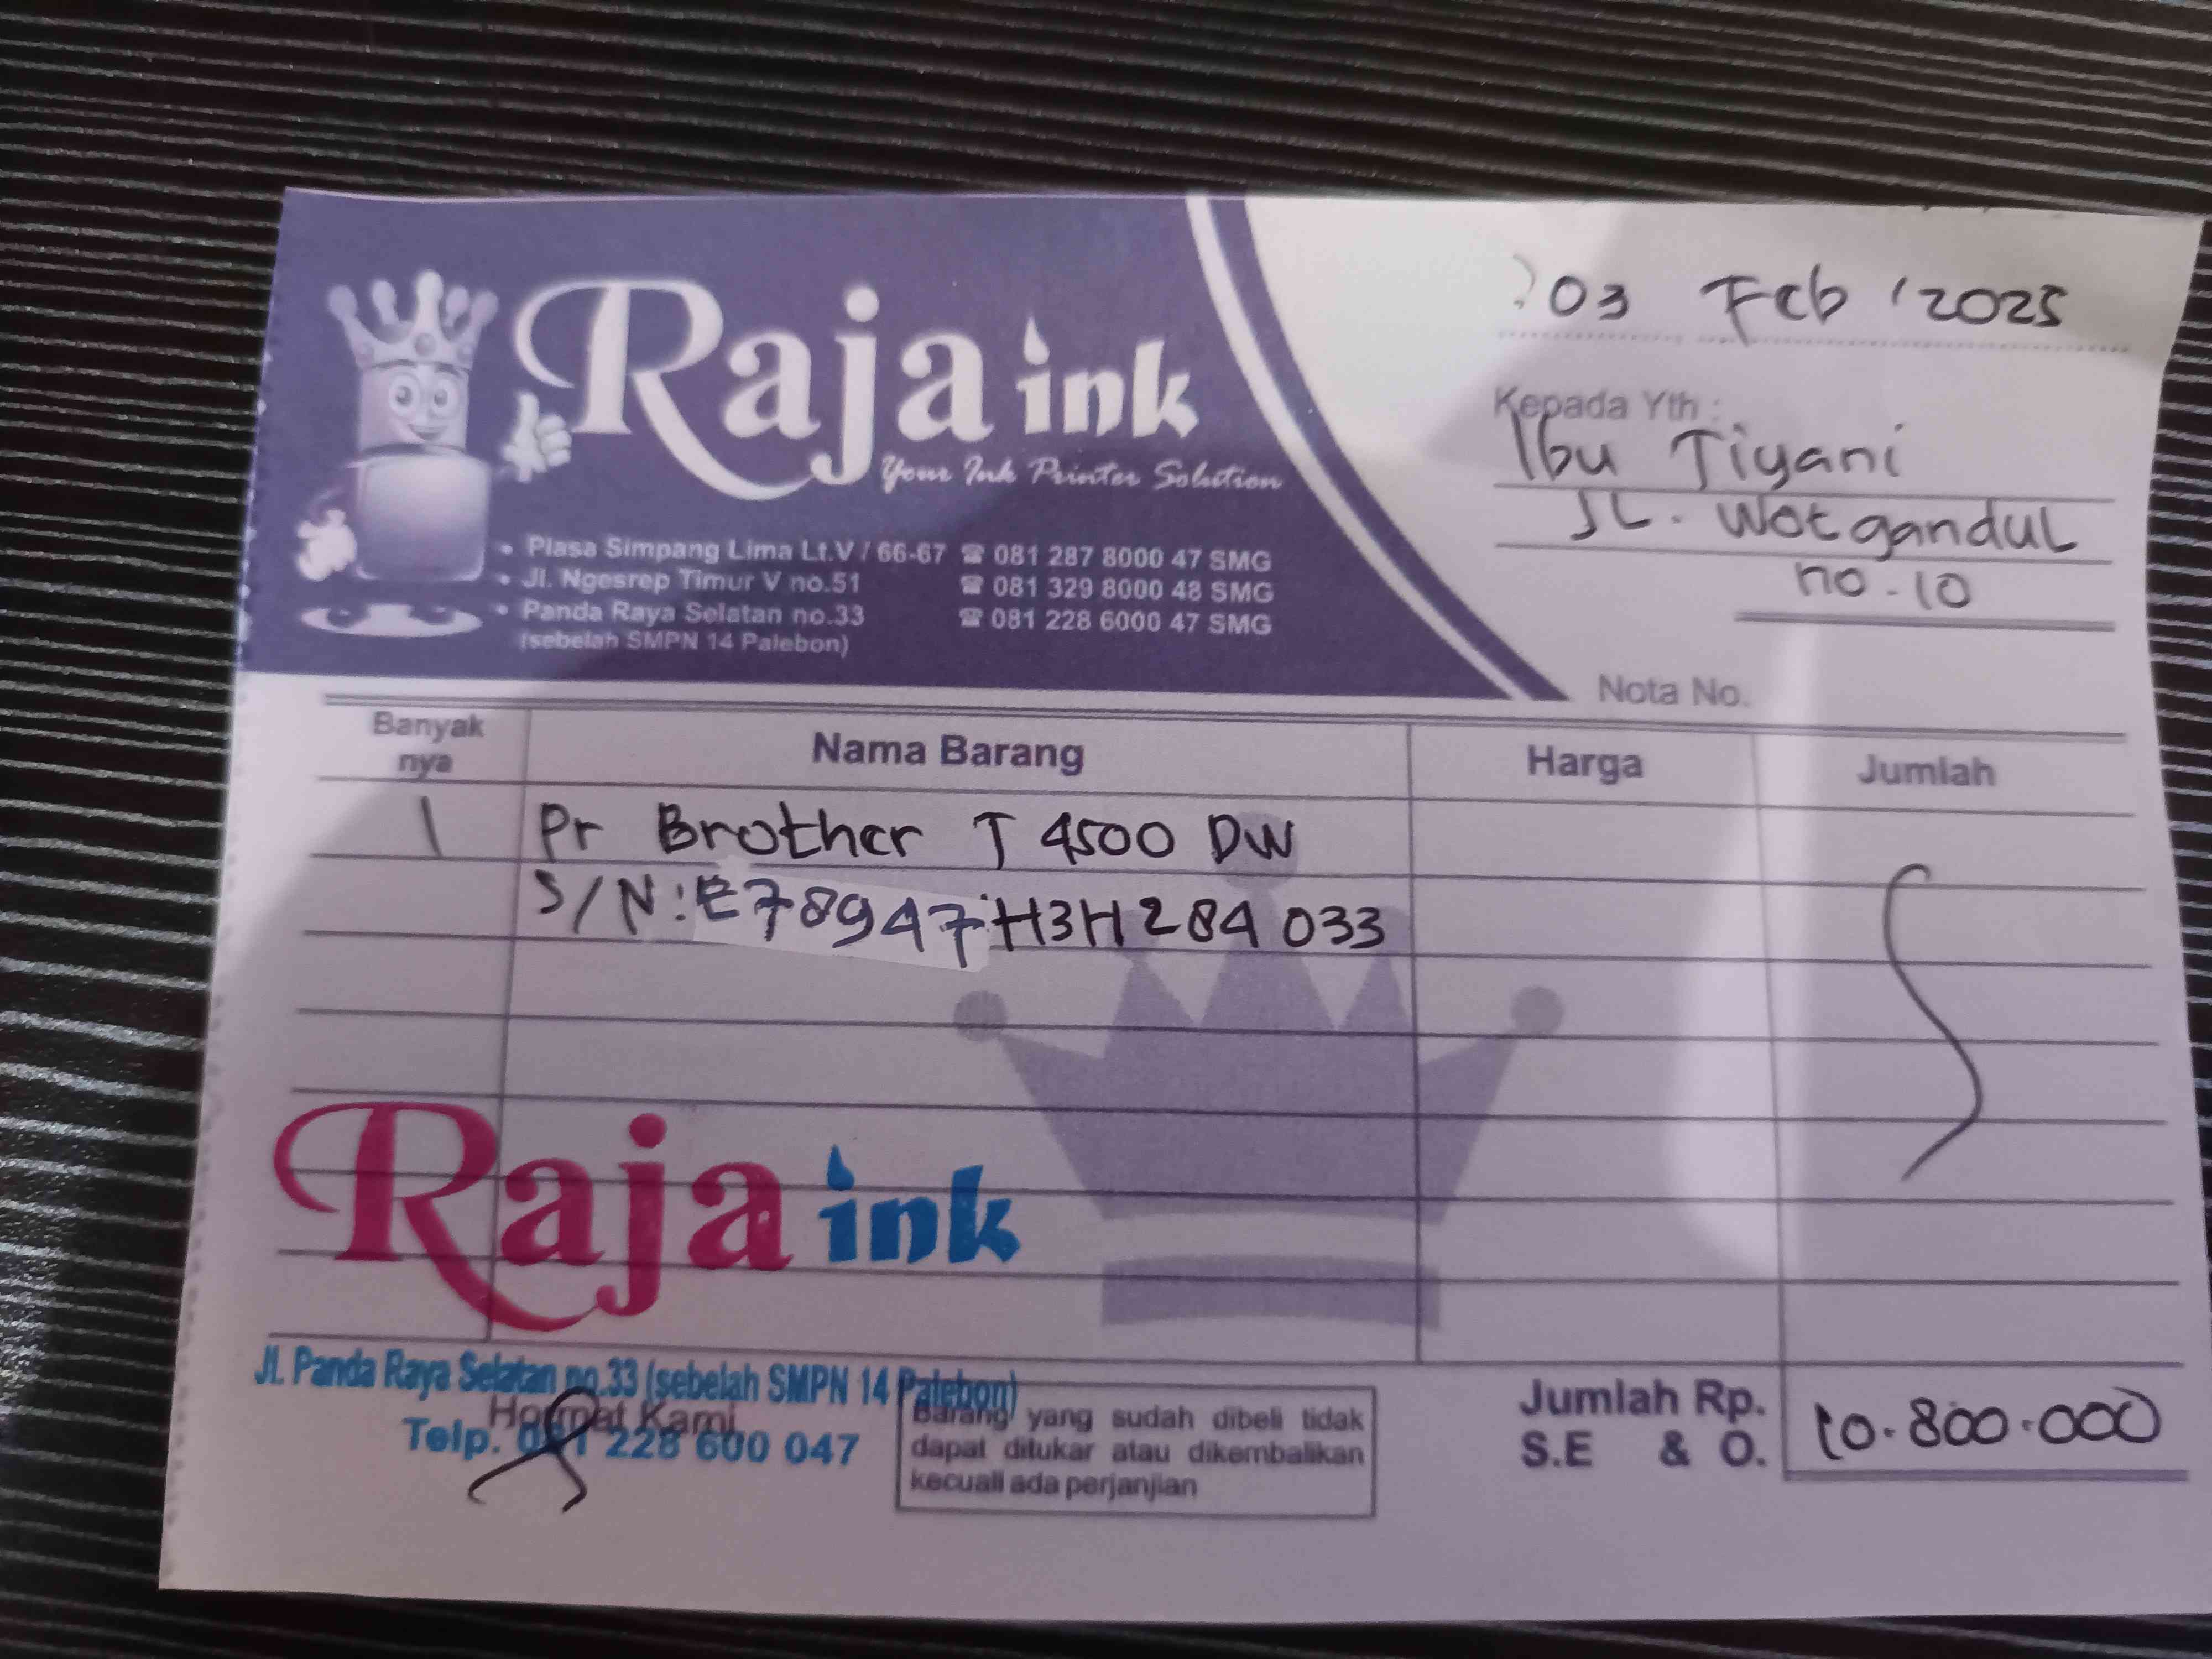 Raja ink
Your Ink Printer Solution
• Plasa Simpang Lima Lt.V / 66-67 ☎ 081 287 8000 47 SMG
• Jl. Ngesrep Timur V no.51 ☎ 081 329 8000 48 SMG
• Panda Raya Selatan no.33 ☎ 081 228 6000 47 SMG
(sebelah SMPN 14 Palebon)
03 Feb '2025
Kepada Yth :
Ibu Tiyani
JL. Wotgandul
no. 10
Nota No.
Banyak nya Nama Barang Harga Jumlah
1 Pr Brother T 4500 DW
S/N: E78947H3H284033
Raja ink
Jl. Panda Raya Selatan no.33 (sebelah SMPN 14 Palebon)
Hormat Kami
Telp. 081 228 600 047
Barang yang sudah dibeli tidak
dapat ditukar atau dikembalikan
kecuali ada perjanjian
Jumlah Rp. 10.800.000
S.E & O.